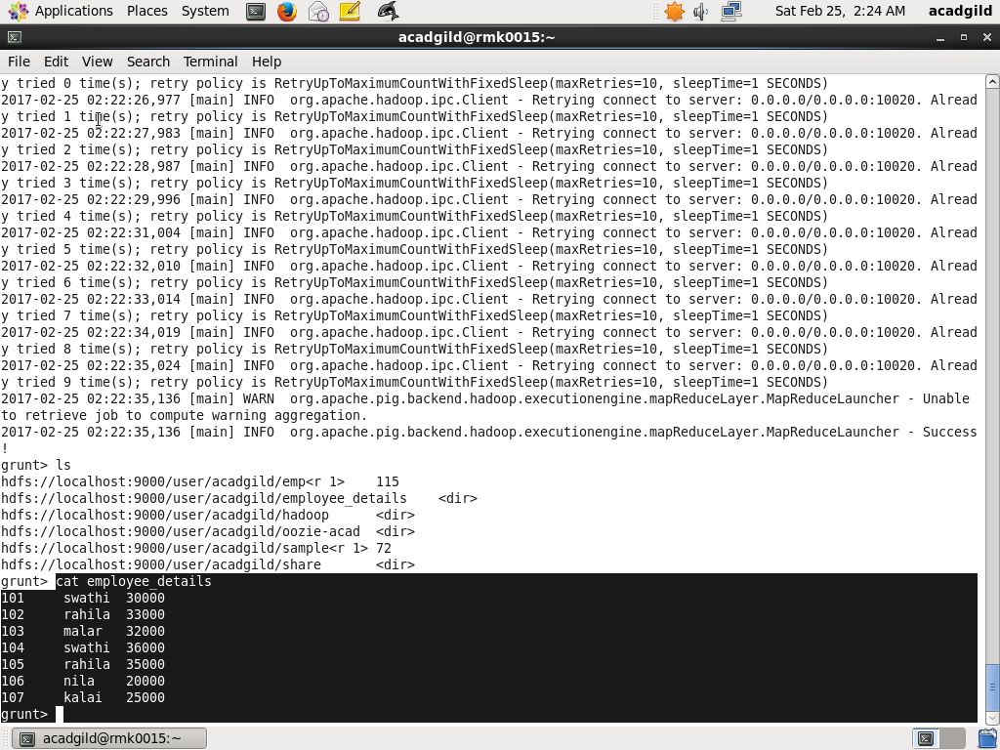 Applications Places System
Sat Feb 25, 2:24 AM acadgild
acadgild@rmk0015:~
File Edit View Search Terminal Help
y tried 0 time(s); retry policy is RetryUpToMaximumCountWithFixedSleep(maxRetries=10, sleepTime=1 SECONDS)
2017-02-25 02:22:26,977 [main] INFO  org.apache.hadoop.ipc.Client - Retrying connect to server: 0.0.0.0/0.0.0.0:10020. Alread
y tried 1 time(s); retry policy is RetryUpToMaximumCountWithFixedSleep(maxRetries=10, sleepTime=1 SECONDS)
2017-02-25 02:22:27,983 [main] INFO  org.apache.hadoop.ipc.Client - Retrying connect to server: 0.0.0.0/0.0.0.0:10020. Alread
y tried 2 time(s); retry policy is RetryUpToMaximumCountWithFixedSleep(maxRetries=10, sleepTime=1 SECONDS)
2017-02-25 02:22:28,987 [main] INFO  org.apache.hadoop.ipc.Client - Retrying connect to server: 0.0.0.0/0.0.0.0:10020. Alread
y tried 3 time(s); retry policy is RetryUpToMaximumCountWithFixedSleep(maxRetries=10, sleepTime=1 SECONDS)
2017-02-25 02:22:29,996 [main] INFO  org.apache.hadoop.ipc.Client - Retrying connect to server: 0.0.0.0/0.0.0.0:10020. Alread
y tried 4 time(s); retry policy is RetryUpToMaximumCountWithFixedSleep(maxRetries=10, sleepTime=1 SECONDS)
2017-02-25 02:22:31,004 [main] INFO  org.apache.hadoop.ipc.Client - Retrying connect to server: 0.0.0.0/0.0.0.0:10020. Alread
y tried 5 time(s); retry policy is RetryUpToMaximumCountWithFixedSleep(maxRetries=10, sleepTime=1 SECONDS)
2017-02-25 02:22:32,010 [main] INFO  org.apache.hadoop.ipc.Client - Retrying connect to server: 0.0.0.0/0.0.0.0:10020. Alread
y tried 6 time(s); retry policy is RetryUpToMaximumCountWithFixedSleep(maxRetries=10, sleepTime=1 SECONDS)
2017-02-25 02:22:33,014 [main] INFO  org.apache.hadoop.ipc.Client - Retrying connect to server: 0.0.0.0/0.0.0.0:10020. Alread
y tried 7 time(s); retry policy is RetryUpToMaximumCountWithFixedSleep(maxRetries=10, sleepTime=1 SECONDS)
2017-02-25 02:22:34,019 [main] INFO  org.apache.hadoop.ipc.Client - Retrying connect to server: 0.0.0.0/0.0.0.0:10020. Alread
y tried 8 time(s); retry policy is RetryUpToMaximumCountWithFixedSleep(maxRetries=10, sleepTime=1 SECONDS)
2017-02-25 02:22:35,024 [main] INFO  org.apache.hadoop.ipc.Client - Retrying connect to server: 0.0.0.0/0.0.0.0:10020. Alread
y tried 9 time(s); retry policy is RetryUpToMaximumCountWithFixedSleep(maxRetries=10, sleepTime=1 SECONDS)
2017-02-25 02:22:35,136 [main] WARN  org.apache.pig.backend.hadoop.executionengine.mapReduceLayer.MapReduceLauncher - Unable
to retrieve job to compute warning aggregation.
2017-02-25 02:22:35,136 [main] INFO  org.apache.pig.backend.hadoop.executionengine.mapReduceLayer.MapReduceLauncher - Success
!
grunt> ls
hdfs://localhost:9000/user/acadgild/emp<r 1>    115
hdfs://localhost:9000/user/acadgild/employee_details    <dir>
hdfs://localhost:9000/user/acadgild/hadoop      <dir>
hdfs://localhost:9000/user/acadgild/oozie-acad  <dir>
hdfs://localhost:9000/user/acadgild/sample<r 1> 72
hdfs://localhost:9000/user/acadgild/share       <dir>
grunt> cat employee_details
101     swathi  30000
102     rahila  33000
103     malar   32000
104     swathi  36000
105     rahila  35000
106     nila    20000
107     kalai   25000
grunt>
acadgild@rmk0015:~